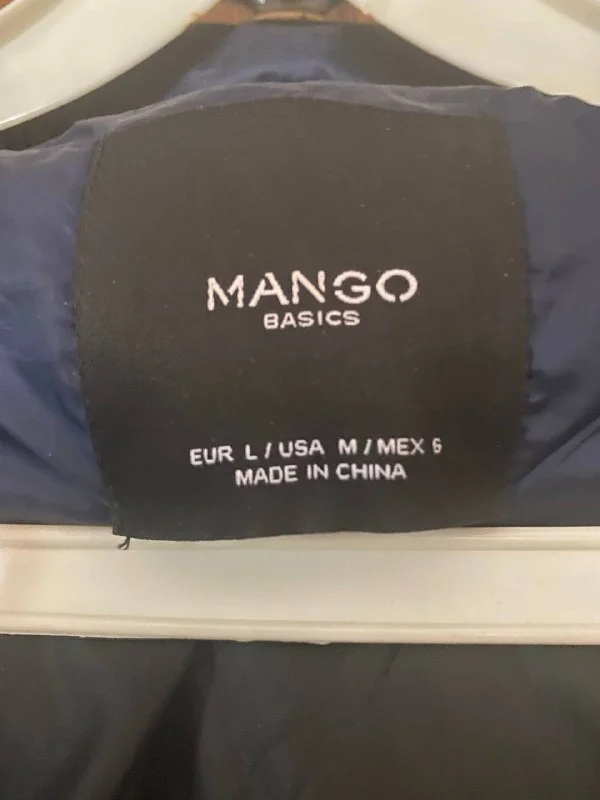 MANGO
BASICS
EUR L / USA M / MEX 6
MADE IN CHINA